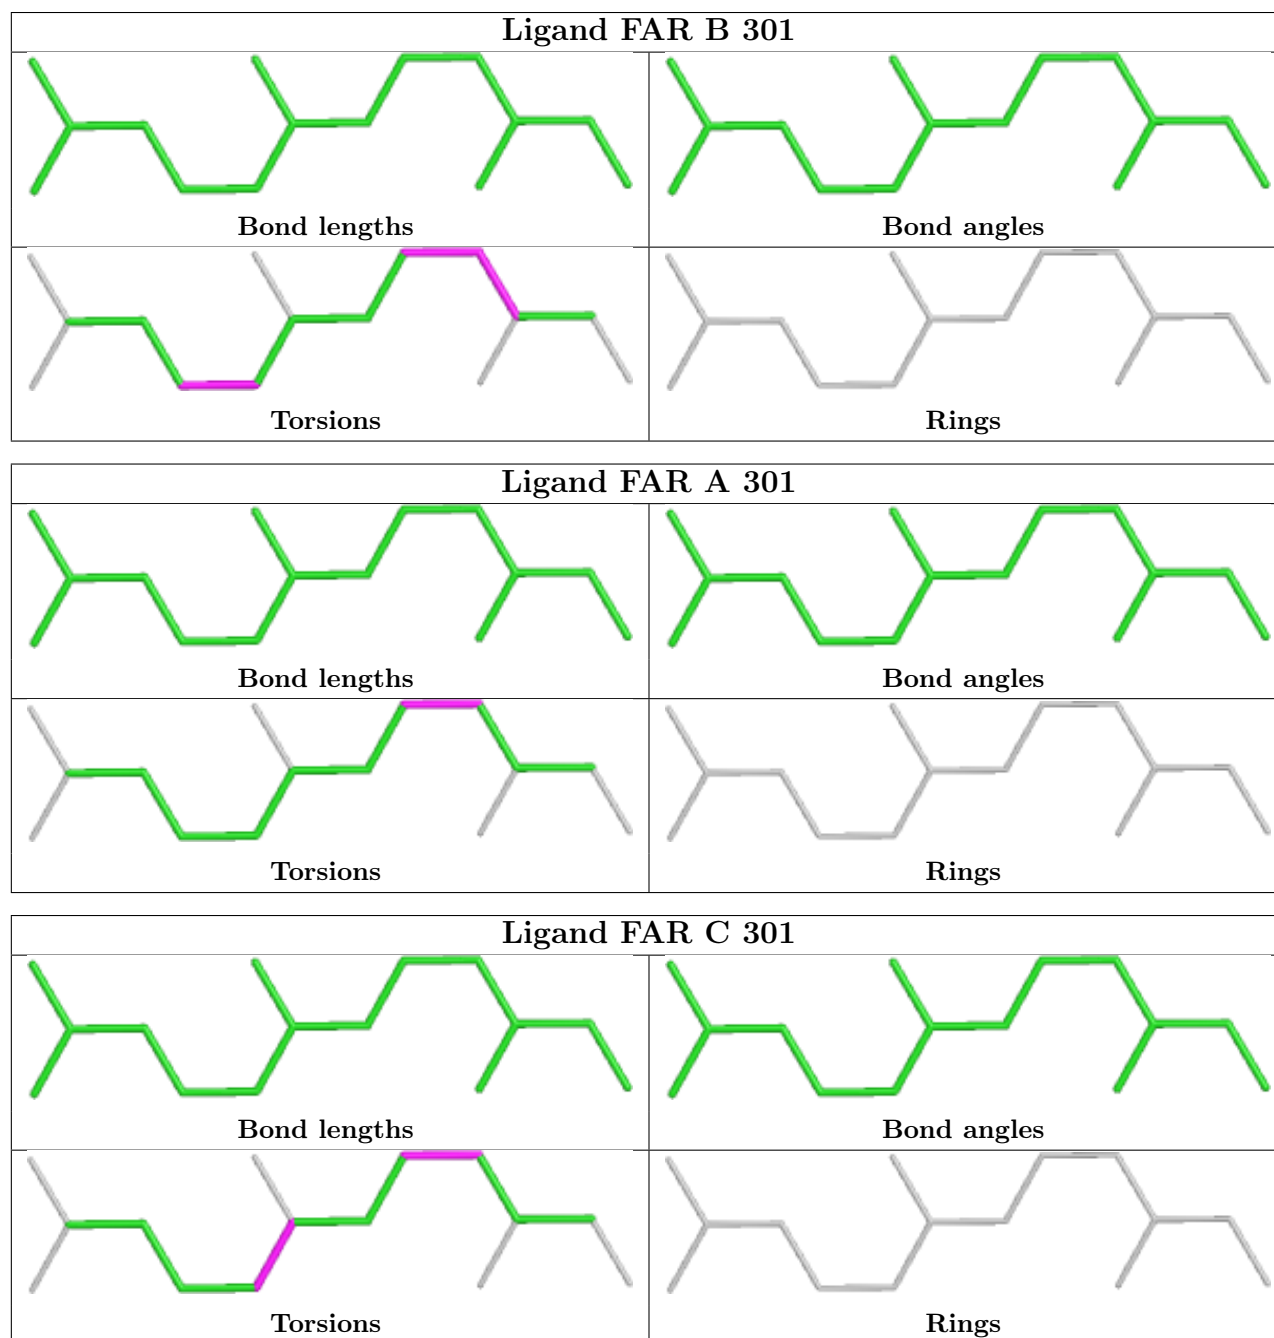 Ligand FAR B 301
Bond lengths
Bond angles
Torsions
Rings
Ligand FAR A 301
Bond lengths
Bond angles
Torsions
Rings
Ligand FAR C 301
Bond lengths
Bond angles
Torsions
Rings